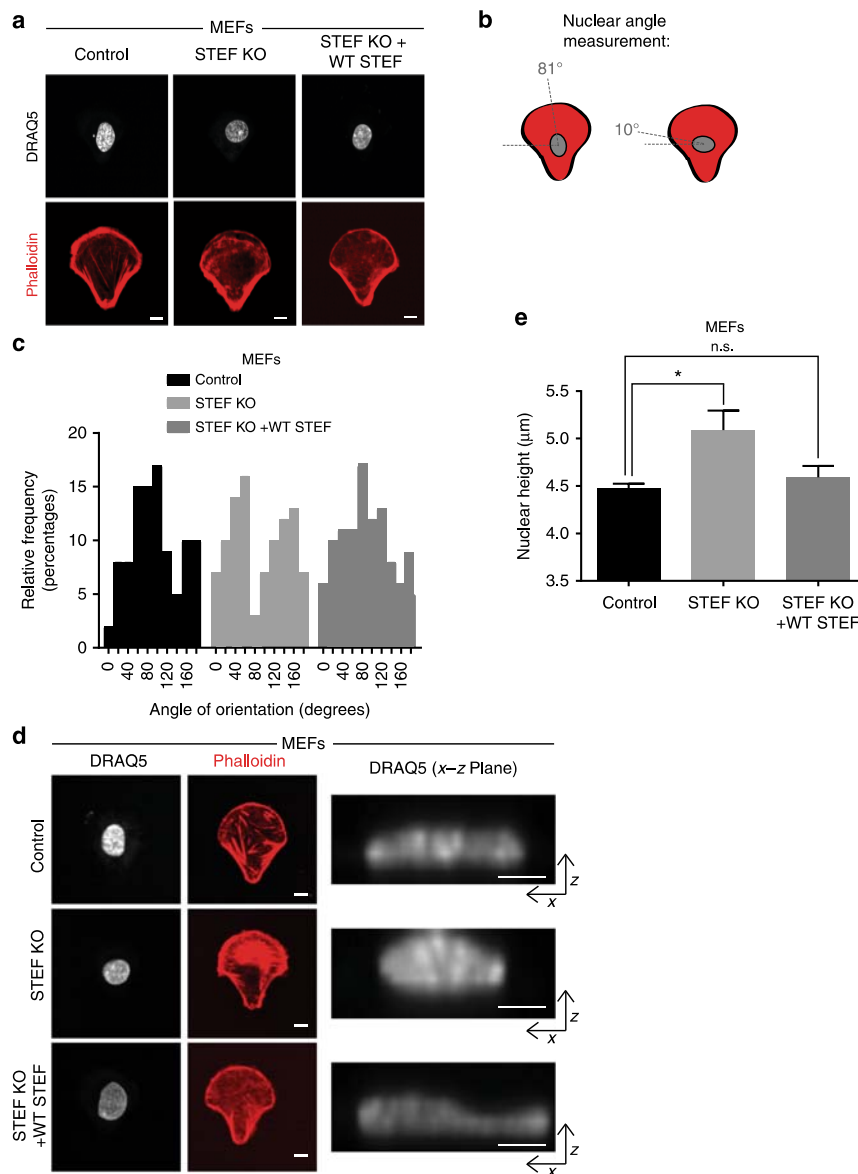 a
MEFs
Control
STEF KO
STEF KO +
WT STEF
DRAQ5
Phalloidin
b
Nuclear angle
measurement:
81°
10°
c
MEFs
Control
STEF KO
STEF KO +WT STEF
Relative frequency
(percentages)
20
15
10
5
0
0 40 80 120 160 0 40 80 120 160 0 40 80 120 160
Angle of orientation (degrees)
e
MEFs
n.s.
*
Nuclear height (μm)
5.5
5.0
4.5
4.0
3.5
Control
STEF KO
STEF KO
+WT STEF
d
MEFs
DRAQ5
Phalloidin
DRAQ5 (x–z Plane)
Control
z
x
STEF KO
z
x
STEF KO
+WT STEF
z
x